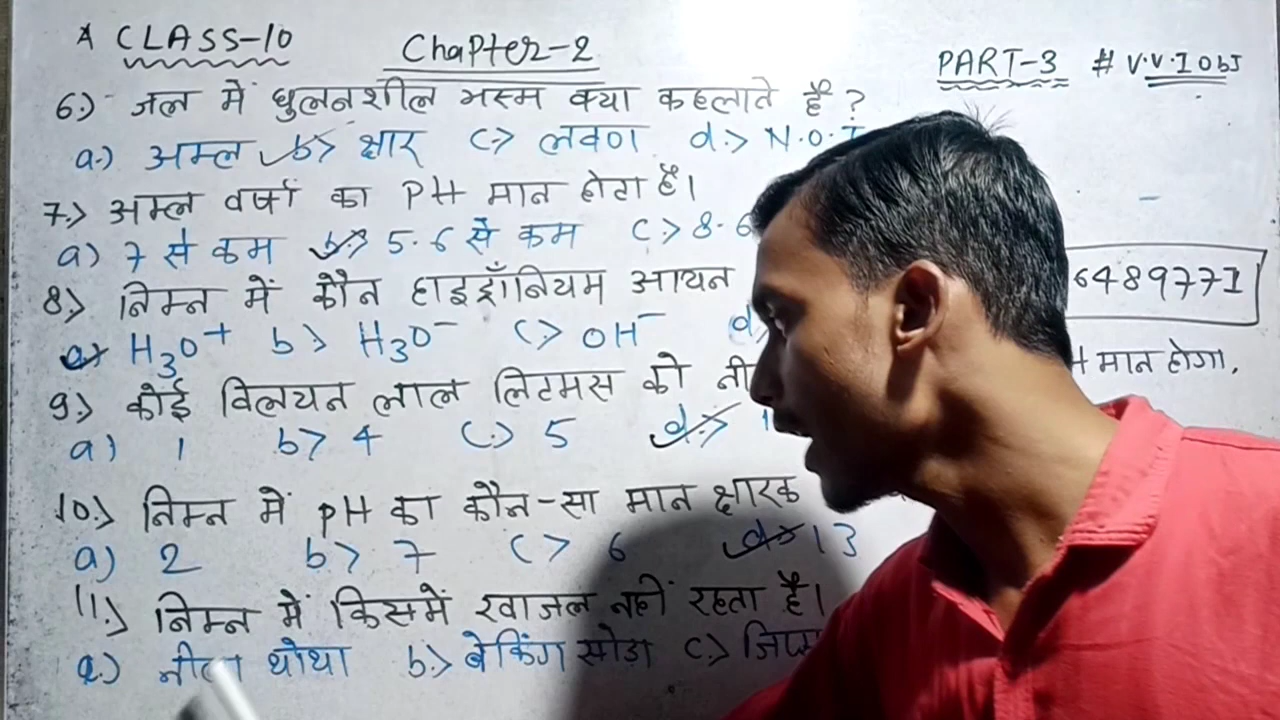 * CLASS-10
Chapter-2
PART-3 # V.V.I Obj
6.) जल में घुलनशील भस्म क्या कहलाते हैं ?
a.) अम्ल b> क्षार c> लवण d.> N.O.T
7.> अम्ल वर्षा का PH मान होता है।
a) 7 से कम b> 5.6 से कम c> 8.6
8.> निम्न में कौन हाइड्रॉनियम आयन
6489771
a> H₃O⁺ b> H₃O⁻ c> OH⁻ d>
9.> कोई विलयन लाल लिटमस को H मान होगा.
a) 1 b> 4 c> 5 d.> 1
10.> निम्न में pH का कौन-सा मान क्षारक
a) 2 b> 7 c> 6 d> 13
11.> निम्न में किसमें रवाजल नहीं रहता है।
a.) नीला थोथा b.> बेकिंग सोडा c.>